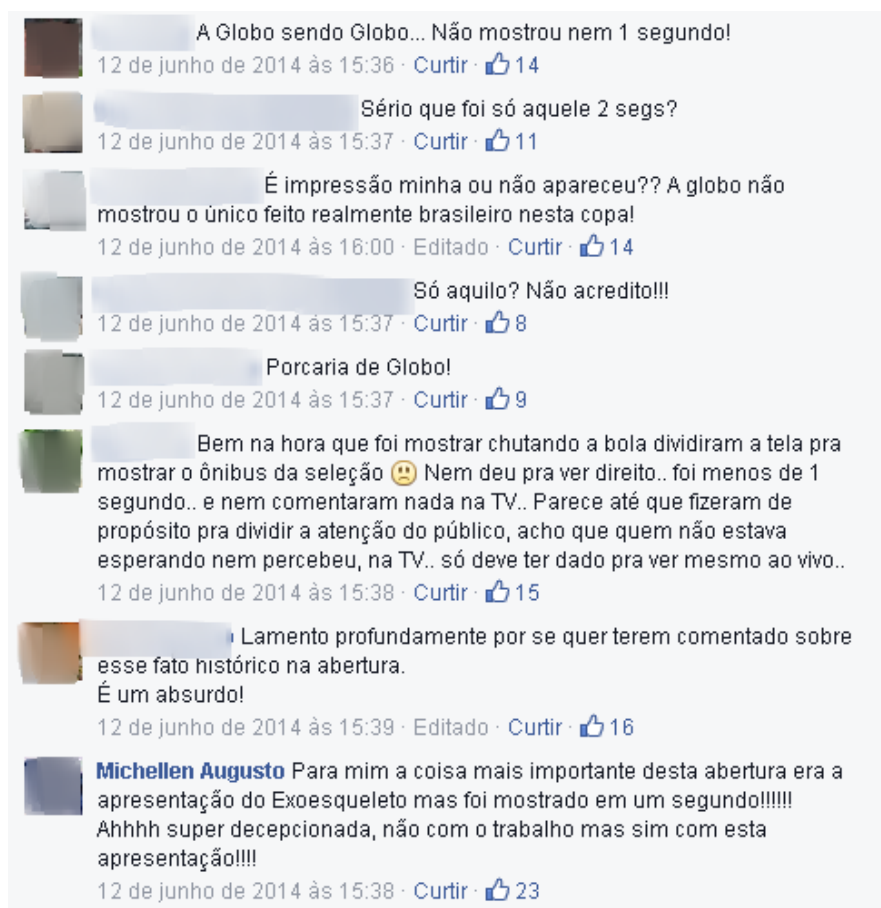 A Globo sendo Globo... Não mostrou nem 1 segundo!
12 de junho de 2014 às 15:36 · Curtir · 14
Sério que foi só aquele 2 segs?
12 de junho de 2014 às 15:37 · Curtir · 11
É impressão minha ou não apareceu?? A globo não
mostrou o único feito realmente brasileiro nesta copa!
12 de junho de 2014 às 16:00 · Editado · Curtir · 14
Só aquilo? Não acredito!!!
12 de junho de 2014 às 15:37 · Curtir · 8
Porcaria de Globo!
12 de junho de 2014 às 15:37 · Curtir · 9
Bem na hora que foi mostrar chutando a bola dividiram a tela pra
mostrar o ônibus da seleção Nem deu pra ver direito.. foi menos de 1
segundo.. e nem comentaram nada na TV.. Parece até que fizeram de
propósito pra dividir a atenção do público, acho que quem não estava
esperando nem percebeu, na TV.. só deve ter dado pra ver mesmo ao vivo..
12 de junho de 2014 às 15:38 · Curtir · 15
Lamento profundamente por se quer terem comentado sobre
esse fato histórico na abertura.
É um absurdo!
12 de junho de 2014 às 15:39 · Editado · Curtir · 16
Michellen Augusto Para mim a coisa mais importante desta abertura era a
apresentação do Exoesqueleto mas foi mostrado em um segundo!!!!!!
Ahhhh super decepcionada, não com o trabalho mas sim com esta
apresentação!!!!
12 de junho de 2014 às 15:38 · Curtir · 23